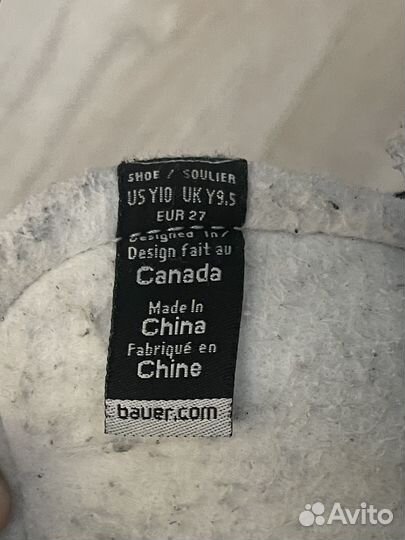 SHOE / SOULIER
US Y10 UK Y9.5
EUR 27
Designed in/
Design fait au
Canada
Made in
China
Fabriqué en
Chine
bauer.com
Avito